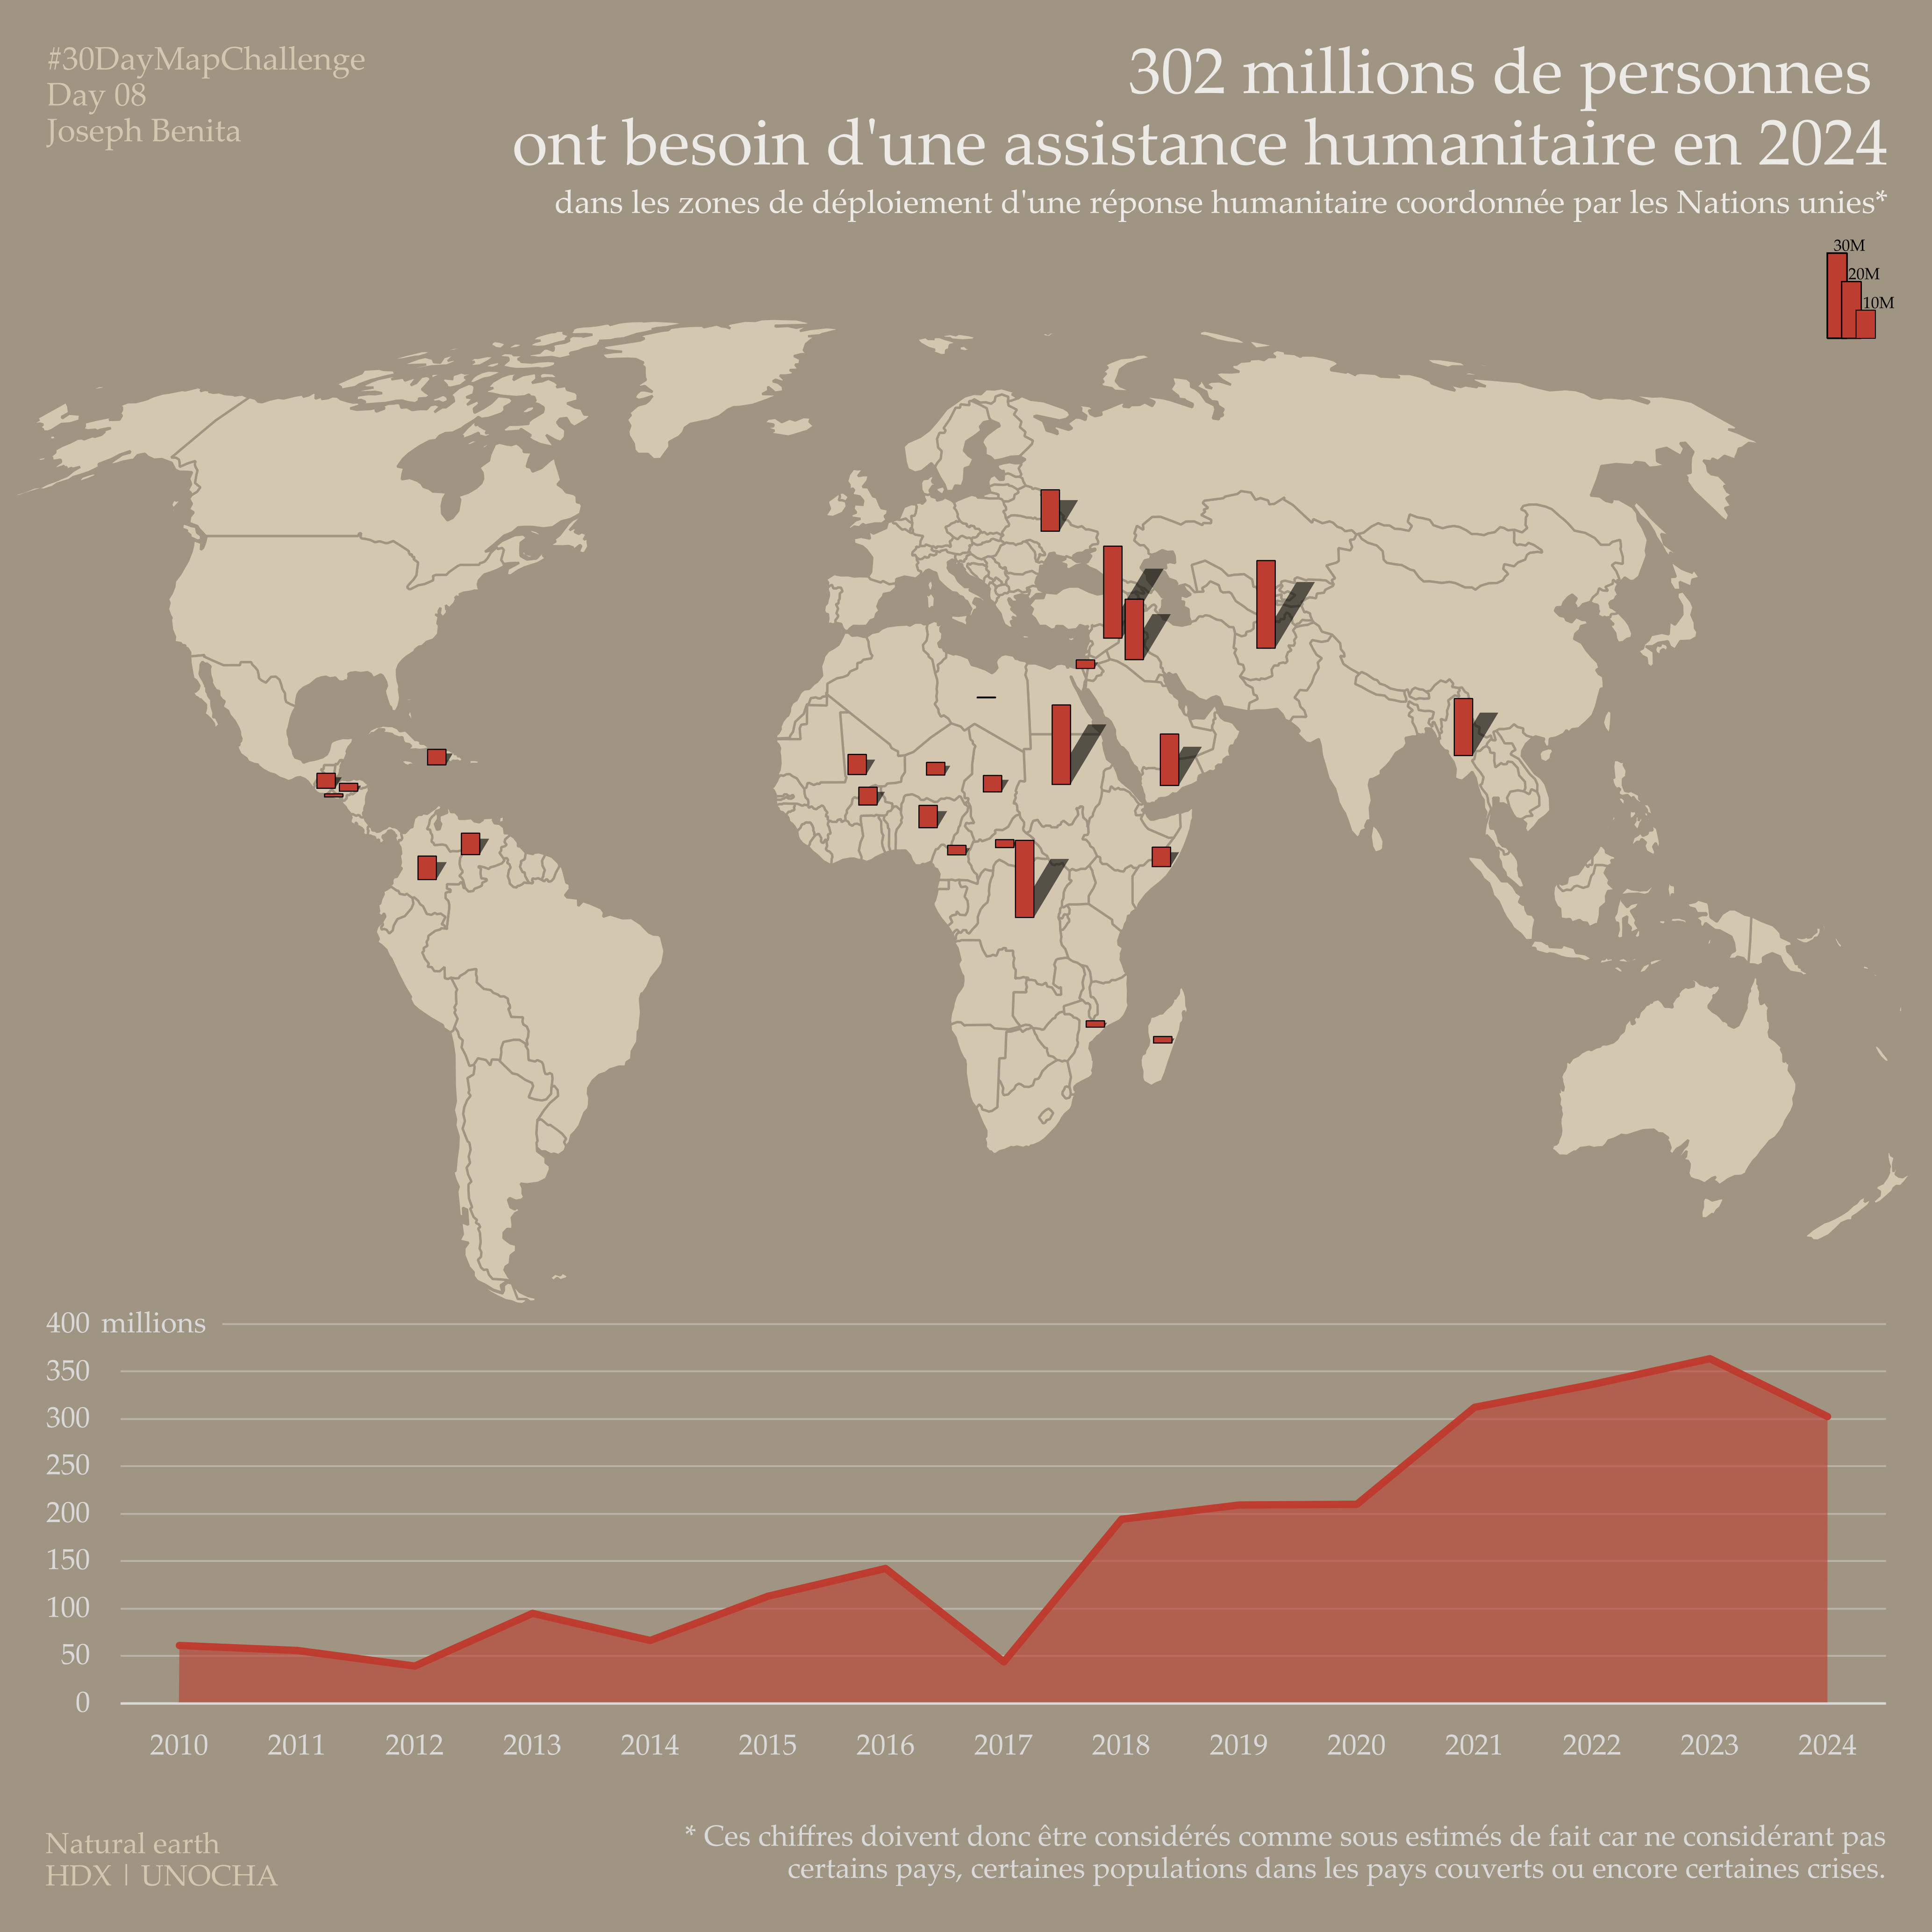 #30DayMapChallenge
Day 08
Joseph Benita
302 millions de personnes
ont besoin d'une assistance humanitaire en 2024
dans les zones de déploiement d'une réponse humanitaire coordonnée par les Nations unies*
30M
20M
10M
400 millions
350
300
250
200
150
100
50
0
2010 2011 2012 2013 2014 2015 2016 2017 2018 2019 2020 2021 2022 2023 2024
Natural earth
HDX | UNOCHA
* Ces chiffres doivent donc être considérés comme sous estimés de fait car ne considérant pas
certains pays, certaines populations dans les pays couverts ou encore certaines crises.